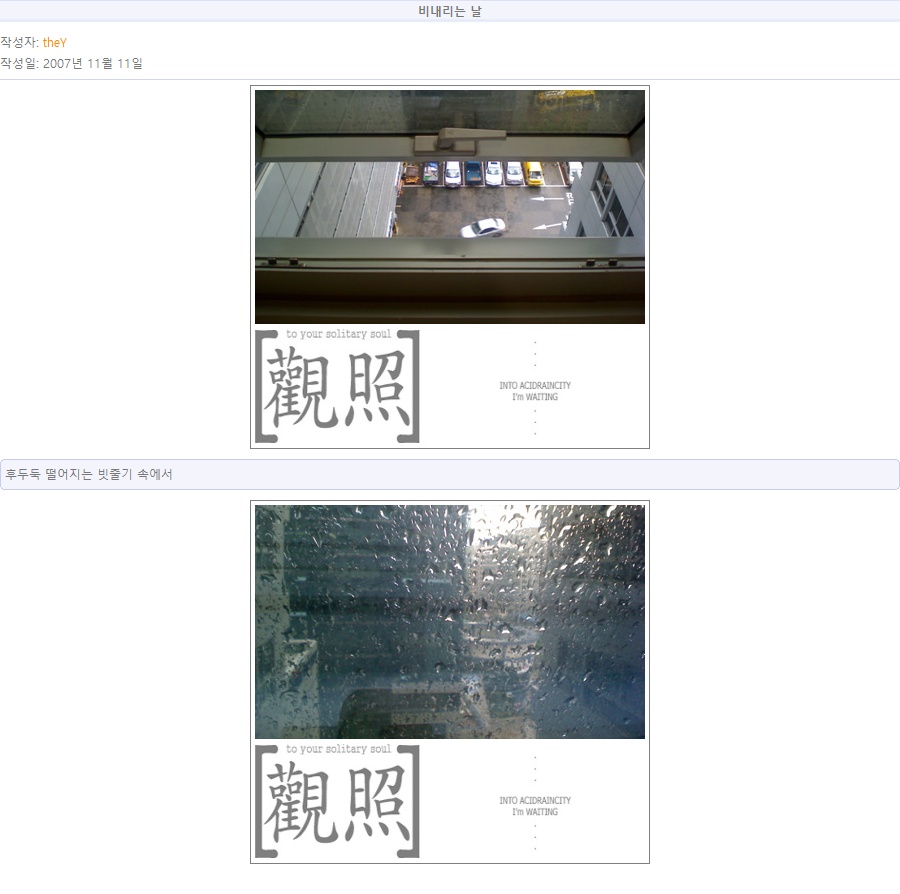 비내리는 날
작성자: theY
작성일: 2007년 11월 11일
to your solitary soul
[觀照]
INTO ACIDRAINCITY
I'm WAITING
후두둑 떨어지는 빗줄기 속에서
to your solitary soul
[觀照]
INTO ACIDRAINCITY
I'm WAITING